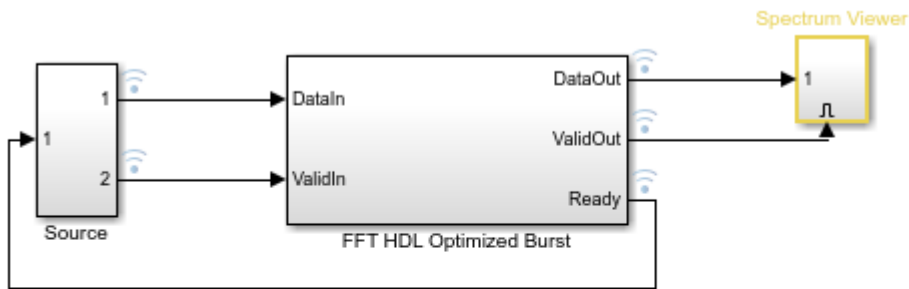 Spectrum Viewer
1
1
2
Source
DataIn
ValidIn
DataOut
ValidOut
Ready
FFT HDL Optimized Burst
1